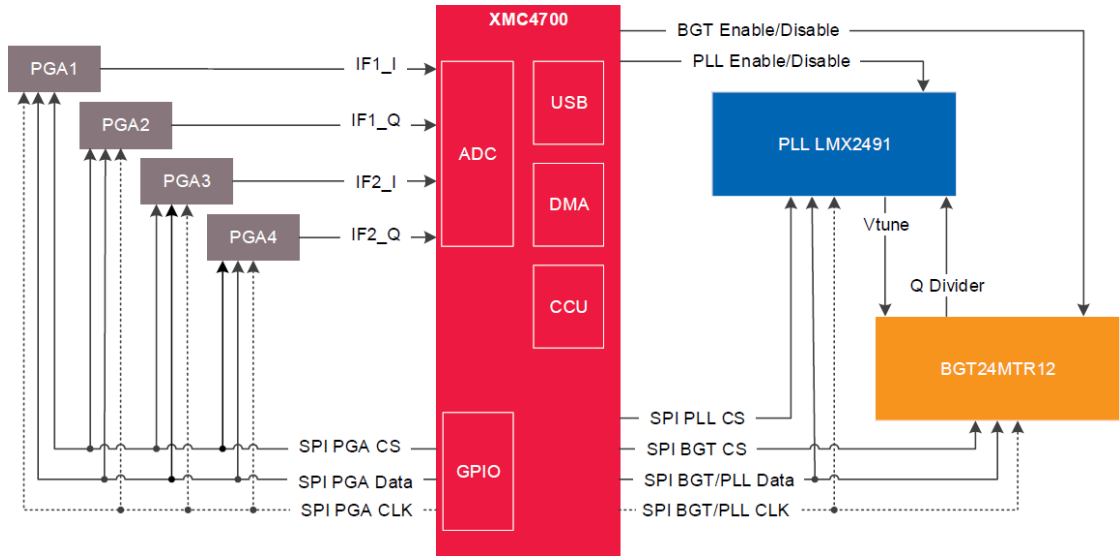 XMC4700
BGT Enable/Disable
PLL Enable/Disable
PGA1
IF1_I
PGA2
IF1_Q
PGA3
IF2_I
PGA4
IF2_Q
ADC
USB
DMA
CCU
PLL LMX2491
Vtune
Q Divider
BGT24MTR12
SPI PGA CS
SPI PGA Data
SPI PGA CLK
GPIO
SPI PLL CS
SPI BGT CS
SPI BGT/PLL Data
SPI BGT/PLL CLK